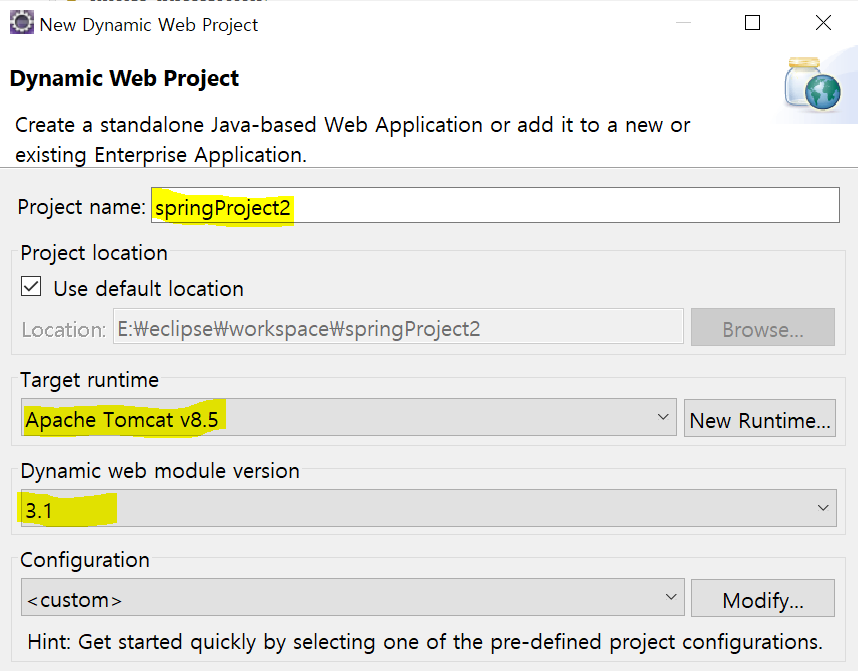 New Dynamic Web Project
Dynamic Web Project
Create a standalone Java-based Web Application or add it to a new or
existing Enterprise Application.
Project name: springProject2
Project location
Use default location
Location: E:₩eclipse₩workspace₩springProject2 Browse...
Target runtime
Apache Tomcat v8.5 New Runtime...
Dynamic web module version
3.1
Configuration
<custom> Modify...
Hint: Get started quickly by selecting one of the pre-defined project configurations.